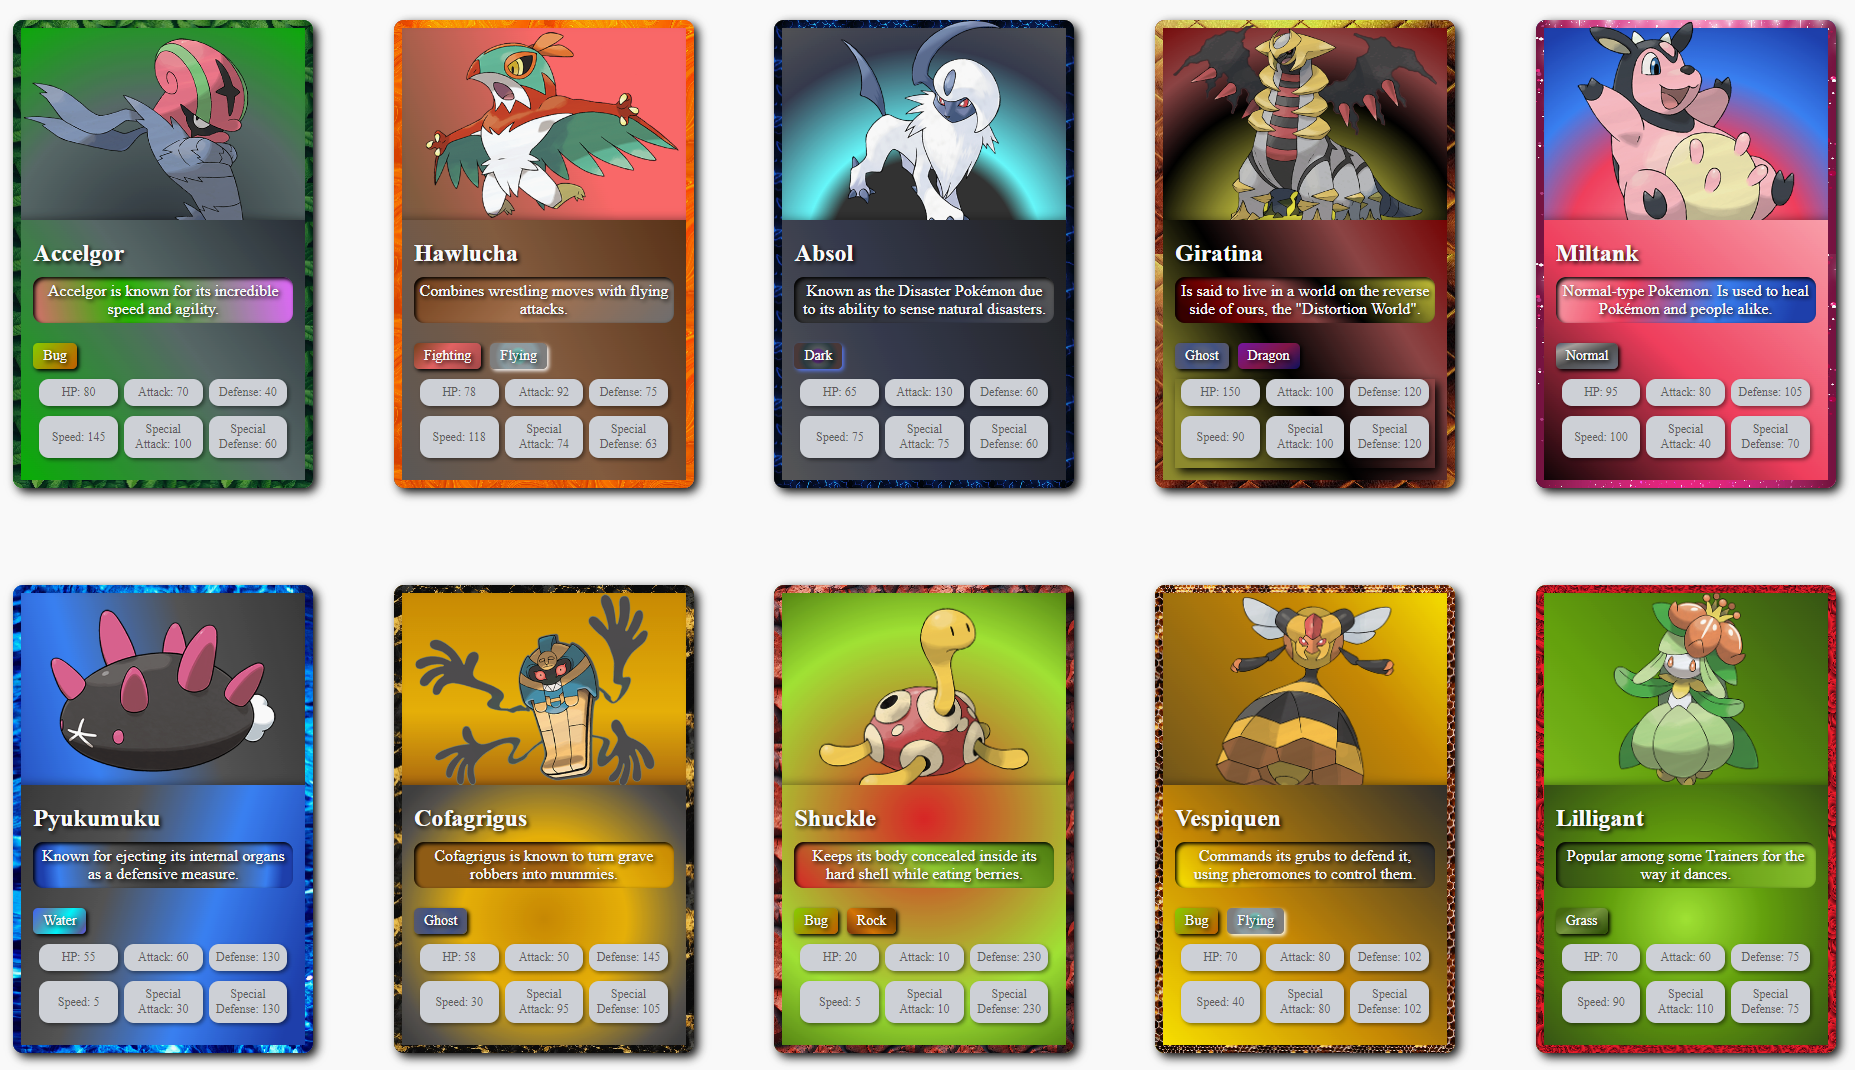 Accelgor
Accelgor is known for its incredible
speed and agility.
Bug
HP: 80
Attack: 70
Defense: 40
Speed: 145
Special
Attack: 100
Special
Defense: 60
Hawlucha
Combines wrestling moves with flying
attacks.
Fighting
Flying
HP: 78
Attack: 92
Defense: 75
Speed: 118
Special
Attack: 74
Special
Defense: 63
Absol
Known as the Disaster Pokémon due
to its ability to sense natural disasters.
Dark
HP: 65
Attack: 130
Defense: 60
Speed: 75
Special
Attack: 75
Special
Defense: 60
Giratina
Is said to live in a world on the reverse
side of ours, the "Distortion World".
Ghost
Dragon
HP: 150
Attack: 100
Defense: 120
Speed: 90
Special
Attack: 100
Special
Defense: 120
Miltank
Normal-type Pokemon. Is used to heal
Pokémon and people alike.
Normal
HP: 95
Attack: 80
Defense: 105
Speed: 100
Special
Attack: 40
Special
Defense: 70
Pyukumuku
Known for ejecting its internal organs
as a defensive measure.
Water
HP: 55
Attack: 60
Defense: 130
Speed: 5
Special
Attack: 30
Special
Defense: 130
Cofagrigus
Cofagrigus is known to turn grave
robbers into mummies.
Ghost
HP: 58
Attack: 50
Defense: 145
Speed: 30
Special
Attack: 95
Special
Defense: 105
Shuckle
Keeps its body concealed inside its
hard shell while eating berries.
Bug
Rock
HP: 20
Attack: 10
Defense: 230
Speed: 5
Special
Attack: 10
Special
Defense: 230
Vespiquen
Commands its grubs to defend it,
using pheromones to control them.
Bug
Flying
HP: 70
Attack: 80
Defense: 102
Speed: 40
Special
Attack: 80
Special
Defense: 102
Lilligant
Popular among some Trainers for the
way it dances.
Grass
HP: 70
Attack: 60
Defense: 75
Speed: 90
Special
Attack: 110
Special
Defense: 75